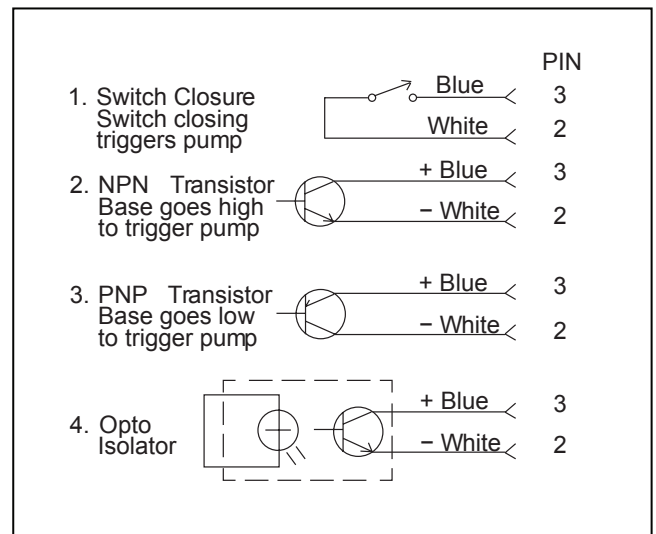 PIN
1. Switch Closure
Switch closing
triggers pump
Blue 3
White 2
2. NPN Transistor
Base goes high
to trigger pump
+ Blue 3
− White 2
3. PNP Transistor
Base goes low
to trigger pump
+ Blue 3
− White 2
4. Opto
Isolator
+ Blue 3
− White 2